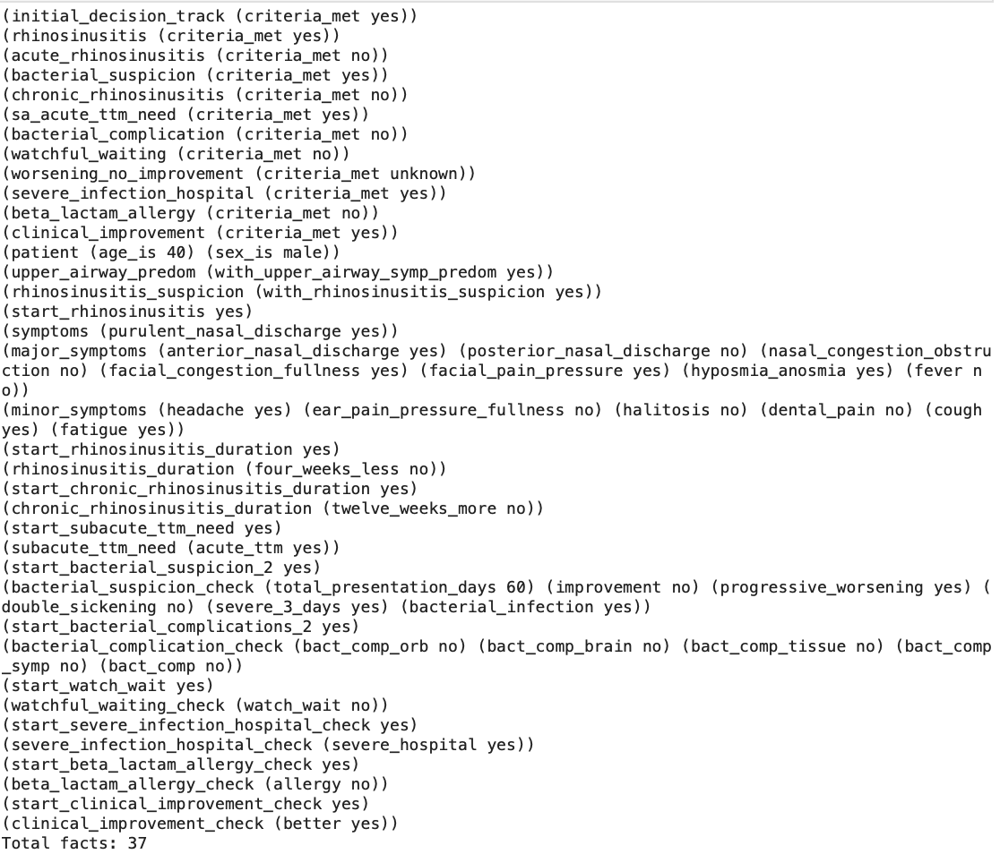 (initial_decision_track (criteria_met yes))
(rhinosinusitis (criteria_met yes))
(acute_rhinosinusitis (criteria_met no))
(bacterial_suspicion (criteria_met yes))
(chronic_rhinosinusitis (criteria_met no))
(sa_acute_ttm_need (criteria_met yes))
(bacterial_complication (criteria_met no))
(watchful_waiting (criteria_met no))
(worsening_no_improvement (criteria_met unknown))
(severe_infection_hospital (criteria_met yes))
(beta_lactam_allergy (criteria_met no))
(clinical_improvement (criteria_met yes))
(patient (age_is 40) (sex_is male))
(upper_airway_predom (with_upper_airway_symp_predom yes))
(rhinosinusitis_suspicion (with_rhinosinusitis_suspicion yes))
(start_rhinosinusitis yes)
(symptoms (purulent_nasal_discharge yes))
(major_symptoms (anterior_nasal_discharge yes) (posterior_nasal_discharge no) (nasal_congestion_obstru
ction no) (facial_congestion_fullness yes) (facial_pain_pressure yes) (hyposmia_anosmia yes) (fever n
o))
(minor_symptoms (headache yes) (ear_pain_pressure_fullness no) (halitosis no) (dental_pain no) (cough
yes) (fatigue yes))
(start_rhinosinusitis_duration yes)
(rhinosinusitis_duration (four_weeks_less no))
(start_chronic_rhinosinusitis_duration yes)
(chronic_rhinosinusitis_duration (twelve_weeks_more no))
(start_subacute_ttm_need yes)
(subacute_ttm_need (acute_ttm yes))
(start_bacterial_suspicion_2 yes)
(bacterial_suspicion_check (total_presentation_days 60) (improvement no) (progressive_worsening yes) (
double_sickening no) (severe_3_days yes) (bacterial_infection yes))
(start_bacterial_complications_2 yes)
(bacterial_complication_check (bact_comp_orb no) (bact_comp_brain no) (bact_comp_tissue no) (bact_comp
_symp no) (bact_comp no))
(start_watch_wait yes)
(watchful_waiting_check (watch_wait no))
(start_severe_infection_hospital_check yes)
(severe_infection_hospital_check (severe_hospital yes))
(start_beta_lactam_allergy_check yes)
(beta_lactam_allergy_check (allergy no))
(start_clinical_improvement_check yes)
(clinical_improvement_check (better yes))
Total facts: 37